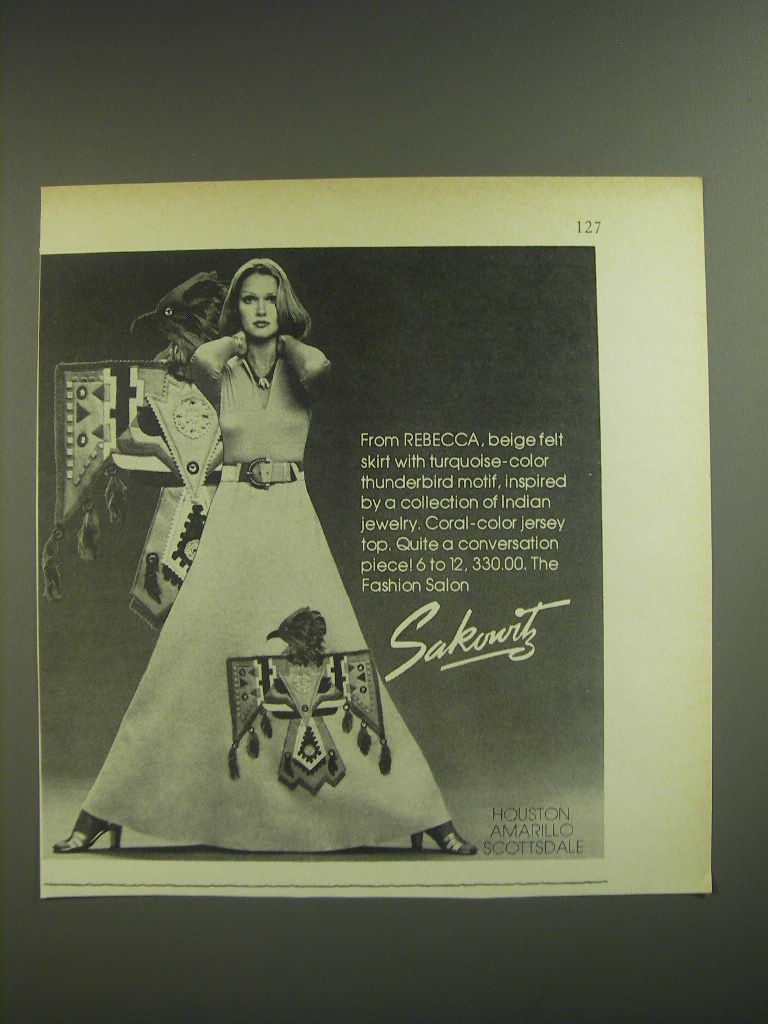 127
From REBECCA, beige felt
skirt with turquoise-color
thunderbird motif, inspired
by a collection of Indian
jewelry. Coral-color jersey
top. Quite a conversation
piece! 6 to 12, 330.00. The
Fashion Salon
Sakowitz
HOUSTON
AMARILLO
SCOTTSDALE